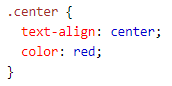 .center {
  text-align: center;
  color: red;
}